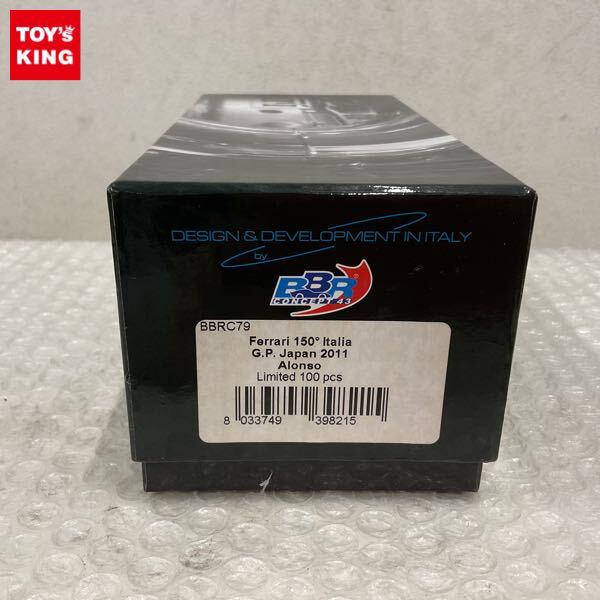 TOY's
KING
DESIGN & DEVELOPMENT IN ITALY
by
BBR®
CONCEPT 43
BBRC79
Ferrari 150° Italia
G.P. Japan 2011
Alonso
Limited 100 pcs
8 033749 398215